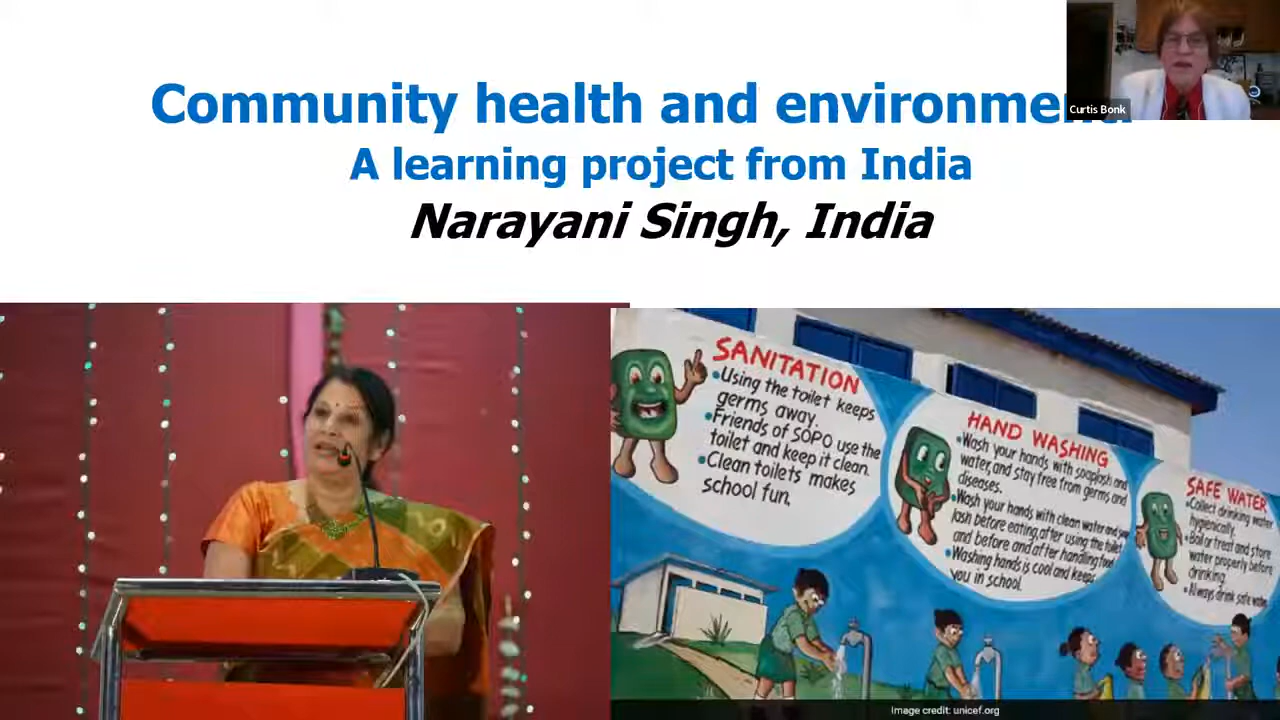 Community health and environment
A learning project from India
Narayani Singh, India
Curtis Bonk
SANITATION
•Using the toilet keeps
germs away.
•Friends of SOPO use the
toilet and keep it clean.
•Clean toilets makes
school fun.
HAND WASHING
•Wash your hands with soap/ash and
water, and stay free from germs and
diseases.
•Wash your hands with clean water and
/ash before eating, after using the toilet
and before and after handling food
•Washing hands is cool and keeps
you in school.
SAFE WATER
•Collect drinking water
hygienically.
•Boil or treat and store
water properly before
drinking.
•Always drink safe water.
Image credit: unicef.org